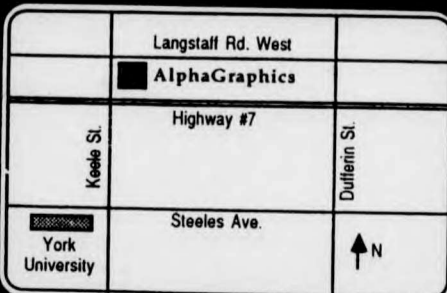 Langstaff Rd. West
AlphaGraphics
Highway #7
Keele St.
Dufferin St.
Steeles Ave.
York
University
N